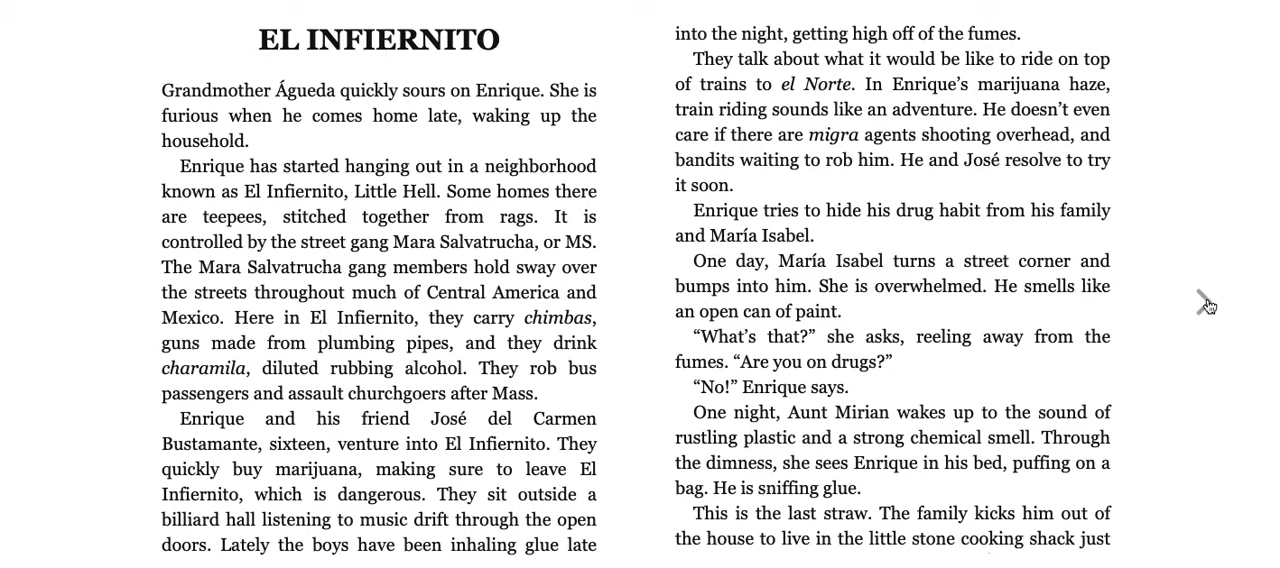 EL INFIERNITO
Grandmother Águeda quickly sours on Enrique. She is
furious when he comes home late, waking up the
household.
Enrique has started hanging out in a neighborhood
known as El Infiernito, Little Hell. Some homes there
are teepees, stitched together from rags. It is
controlled by the street gang Mara Salvatrucha, or MS.
The Mara Salvatrucha gang members hold sway over
the streets throughout much of Central America and
Mexico. Here in El Infiernito, they carry chimbas,
guns made from plumbing pipes, and they drink
charamila, diluted rubbing alcohol. They rob bus
passengers and assault churchgoers after Mass.
Enrique and his friend José del Carmen
Bustamante, sixteen, venture into El Infiernito. They
quickly buy marijuana, making sure to leave El
Infiernito, which is dangerous. They sit outside a
billiard hall listening to music drift through the open
doors. Lately the boys have been inhaling glue late
into the night, getting high off of the fumes.
They talk about what it would be like to ride on top
of trains to el Norte. In Enrique’s marijuana haze,
train riding sounds like an adventure. He doesn’t even
care if there are migra agents shooting overhead, and
bandits waiting to rob him. He and José resolve to try
it soon.
Enrique tries to hide his drug habit from his family
and María Isabel.
One day, María Isabel turns a street corner and
bumps into him. She is overwhelmed. He smells like
an open can of paint.
“What’s that?” she asks, reeling away from the
fumes. “Are you on drugs?”
“No!” Enrique says.
One night, Aunt Mirian wakes up to the sound of
rustling plastic and a strong chemical smell. Through
the dimness, she sees Enrique in his bed, puffing on a
bag. He is sniffing glue.
This is the last straw. The family kicks him out of
the house to live in the little stone cooking shack just